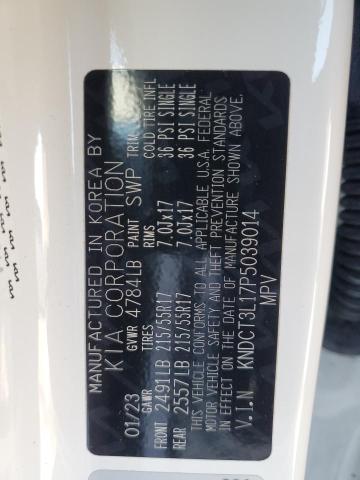 MANUFACTURED IN KOREA BY
KIA CORPORATION
01/23 GVWR 4784LB PAINT SWP TRIM
GAWR TIRES RIMS COLD TIRE INFL
FRONT 2491LB 215/55R17 7.0JX17 36 PSI SINGLE
REAR 2557LB 215/55R17 7.0JX17 36 PSI SINGLE
THIS VEHICLE CONFORMS TO ALL APPLICABLE U.S.A. FEDERAL
MOTOR VEHICLE SAFETY AND THEFT PREVENTION STANDARDS
IN EFFECT ON THE DATE OF MANUFACTURE SHOWN ABOVE.
V.I.N KNDCT3L17P5039014
MPV